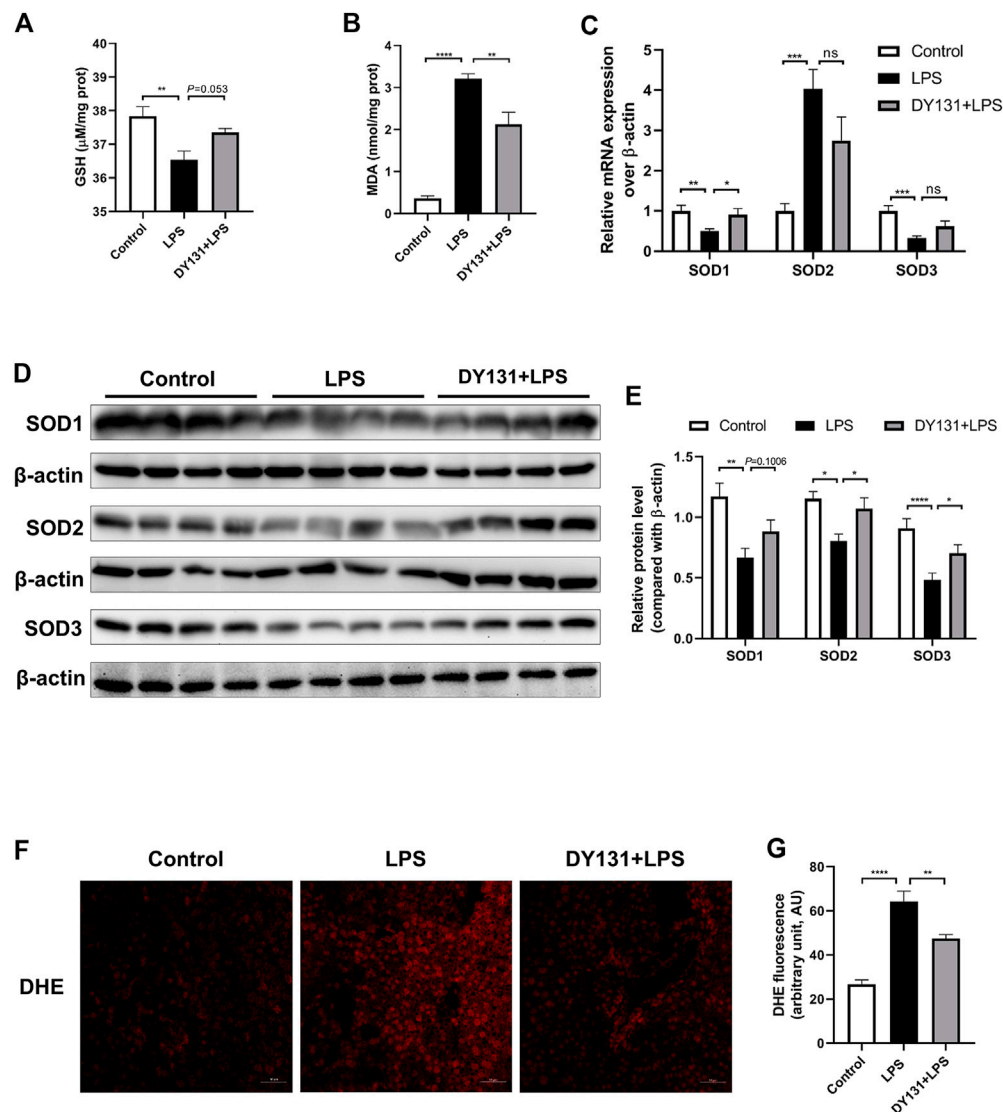 A
GSH (μM/mg prot)
40
39
38
37
36
35
**
P=0.053
Control
LPS
DY131+LPS
B
MDA (nmol/mg prot)
4
3
2
1
0
****
**
Control
LPS
DY131+LPS
C
Relative mRNA expression
over β-actin
5
4
3
2
1
0
**
*
***
ns
***
ns
SOD1
SOD2
SOD3
Control
LPS
DY131+LPS
D
Control
LPS
DY131+LPS
SOD1
β-actin
SOD2
β-actin
SOD3
β-actin
E
Control
LPS
DY131+LPS
Relative protein level
(compared with β-actin)
1.5
1.0
0.5
0.0
**
P=0.1006
*
*
****
*
SOD1
SOD2
SOD3
F
Control
LPS
DY131+LPS
DHE
G
DHE fluorescence
(arbitrary unit, AU)
80
60
40
20
0
****
**
Control
LPS
DY131+LPS